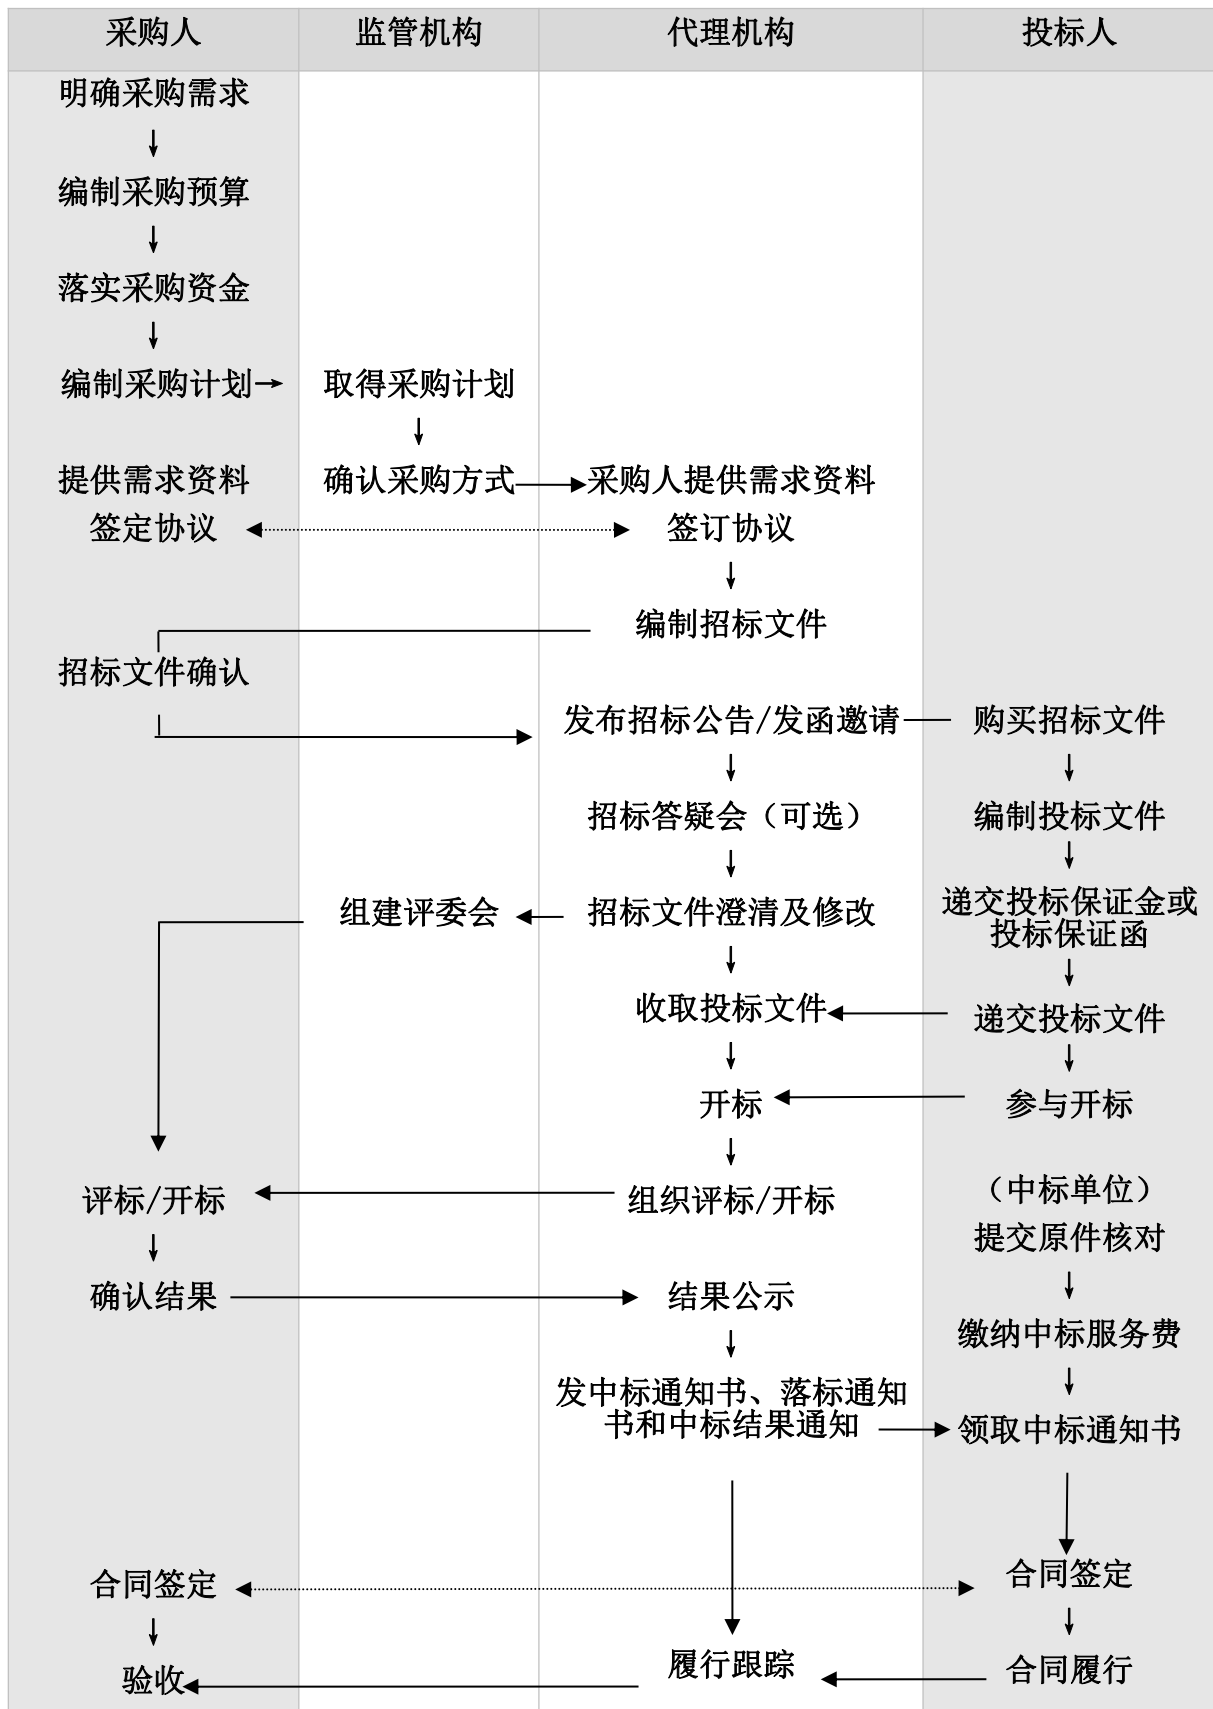 采购人 监管机构 代理机构 投标人
明确采购需求
编制采购预算
落实采购资金
编制采购计划 取得采购计划
提供需求资料 确认采购方式 采购人提供需求资料
签定协议 签订协议
编制招标文件
招标文件确认
发布招标公告/发函邀请 购买招标文件
招标答疑会（可选） 编制投标文件
组建评委会 招标文件澄清及修改 递交投标保证金或
投标保证函
收取投标文件 递交投标文件
开标 参与开标
评标/开标 组织评标/开标 （中标单位）
提交原件核对
确认结果 结果公示
缴纳中标服务费
发中标通知书、落标通知
书和中标结果通知 领取中标通知书
合同签定 合同签定
验收 履行跟踪 合同履行